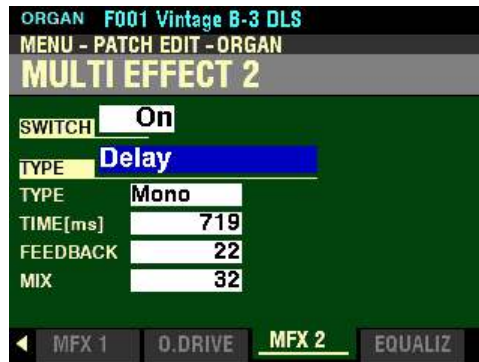 ORGAN F001 Vintage B-3 DLS
MENU - PATCH EDIT - ORGAN
MULTI EFFECT 2
SWITCH On
TYPE Delay
TYPE Mono
TIME[ms] 719
FEEDBACK 22
MIX 32
MFX 1 O.DRIVE MFX 2 EQUALIZ